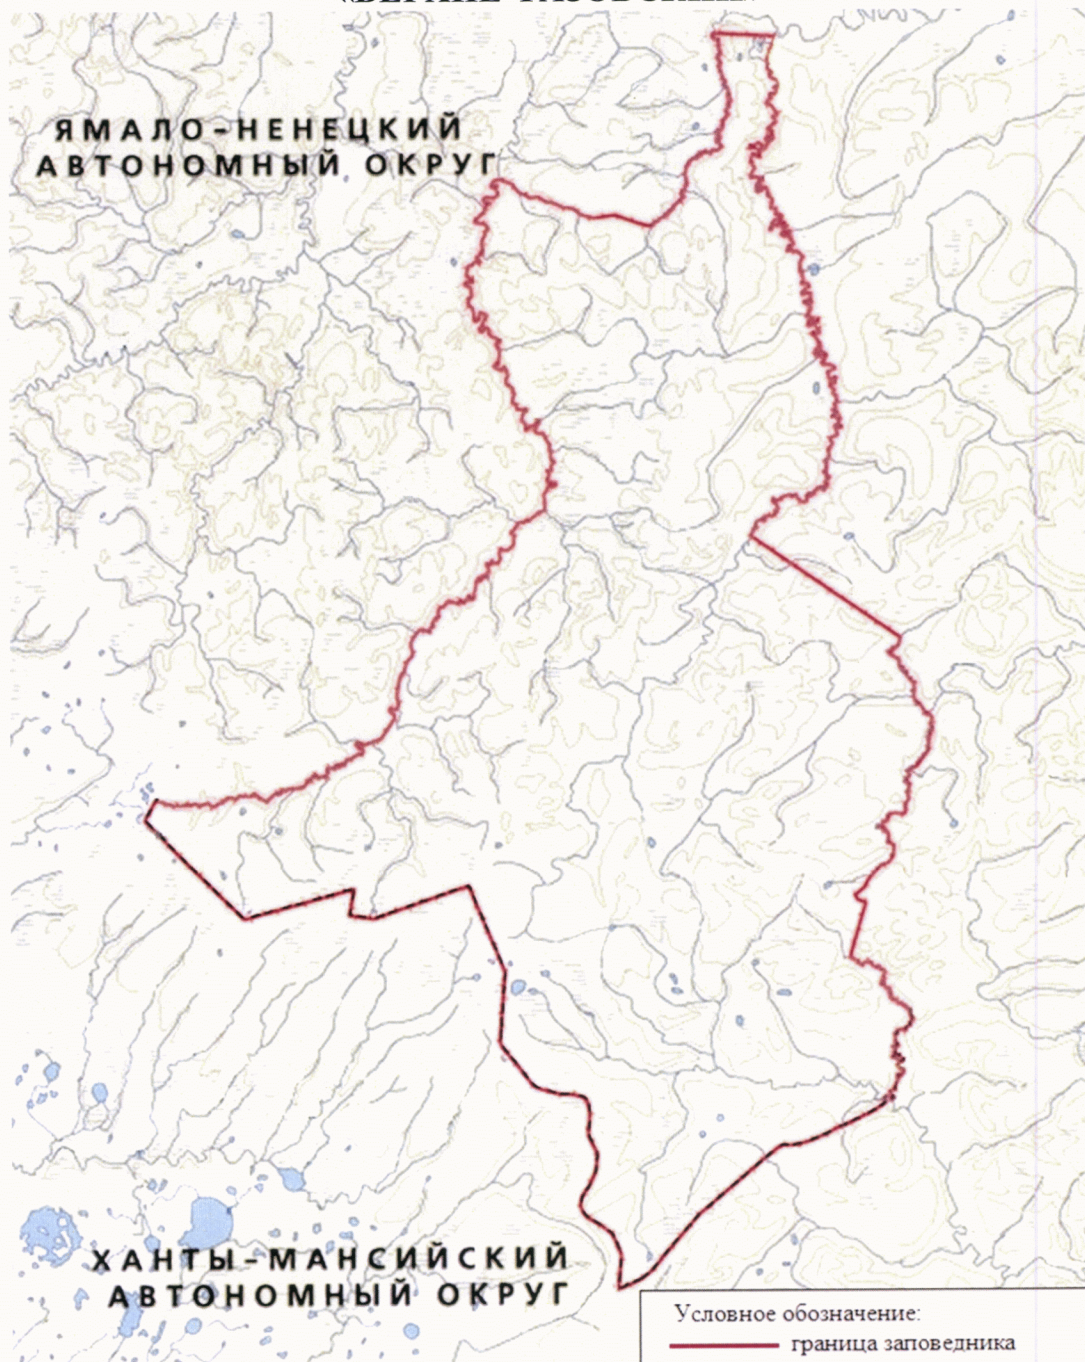 ЯМАЛО-НЕНЕЦКИЙ
АВТОНОМНЫЙ ОКРУГ
ХАНТЫ-МАНСИЙСКИЙ
АВТОНОМНЫЙ ОКРУГ
Условное обозначение:
граница заповедника